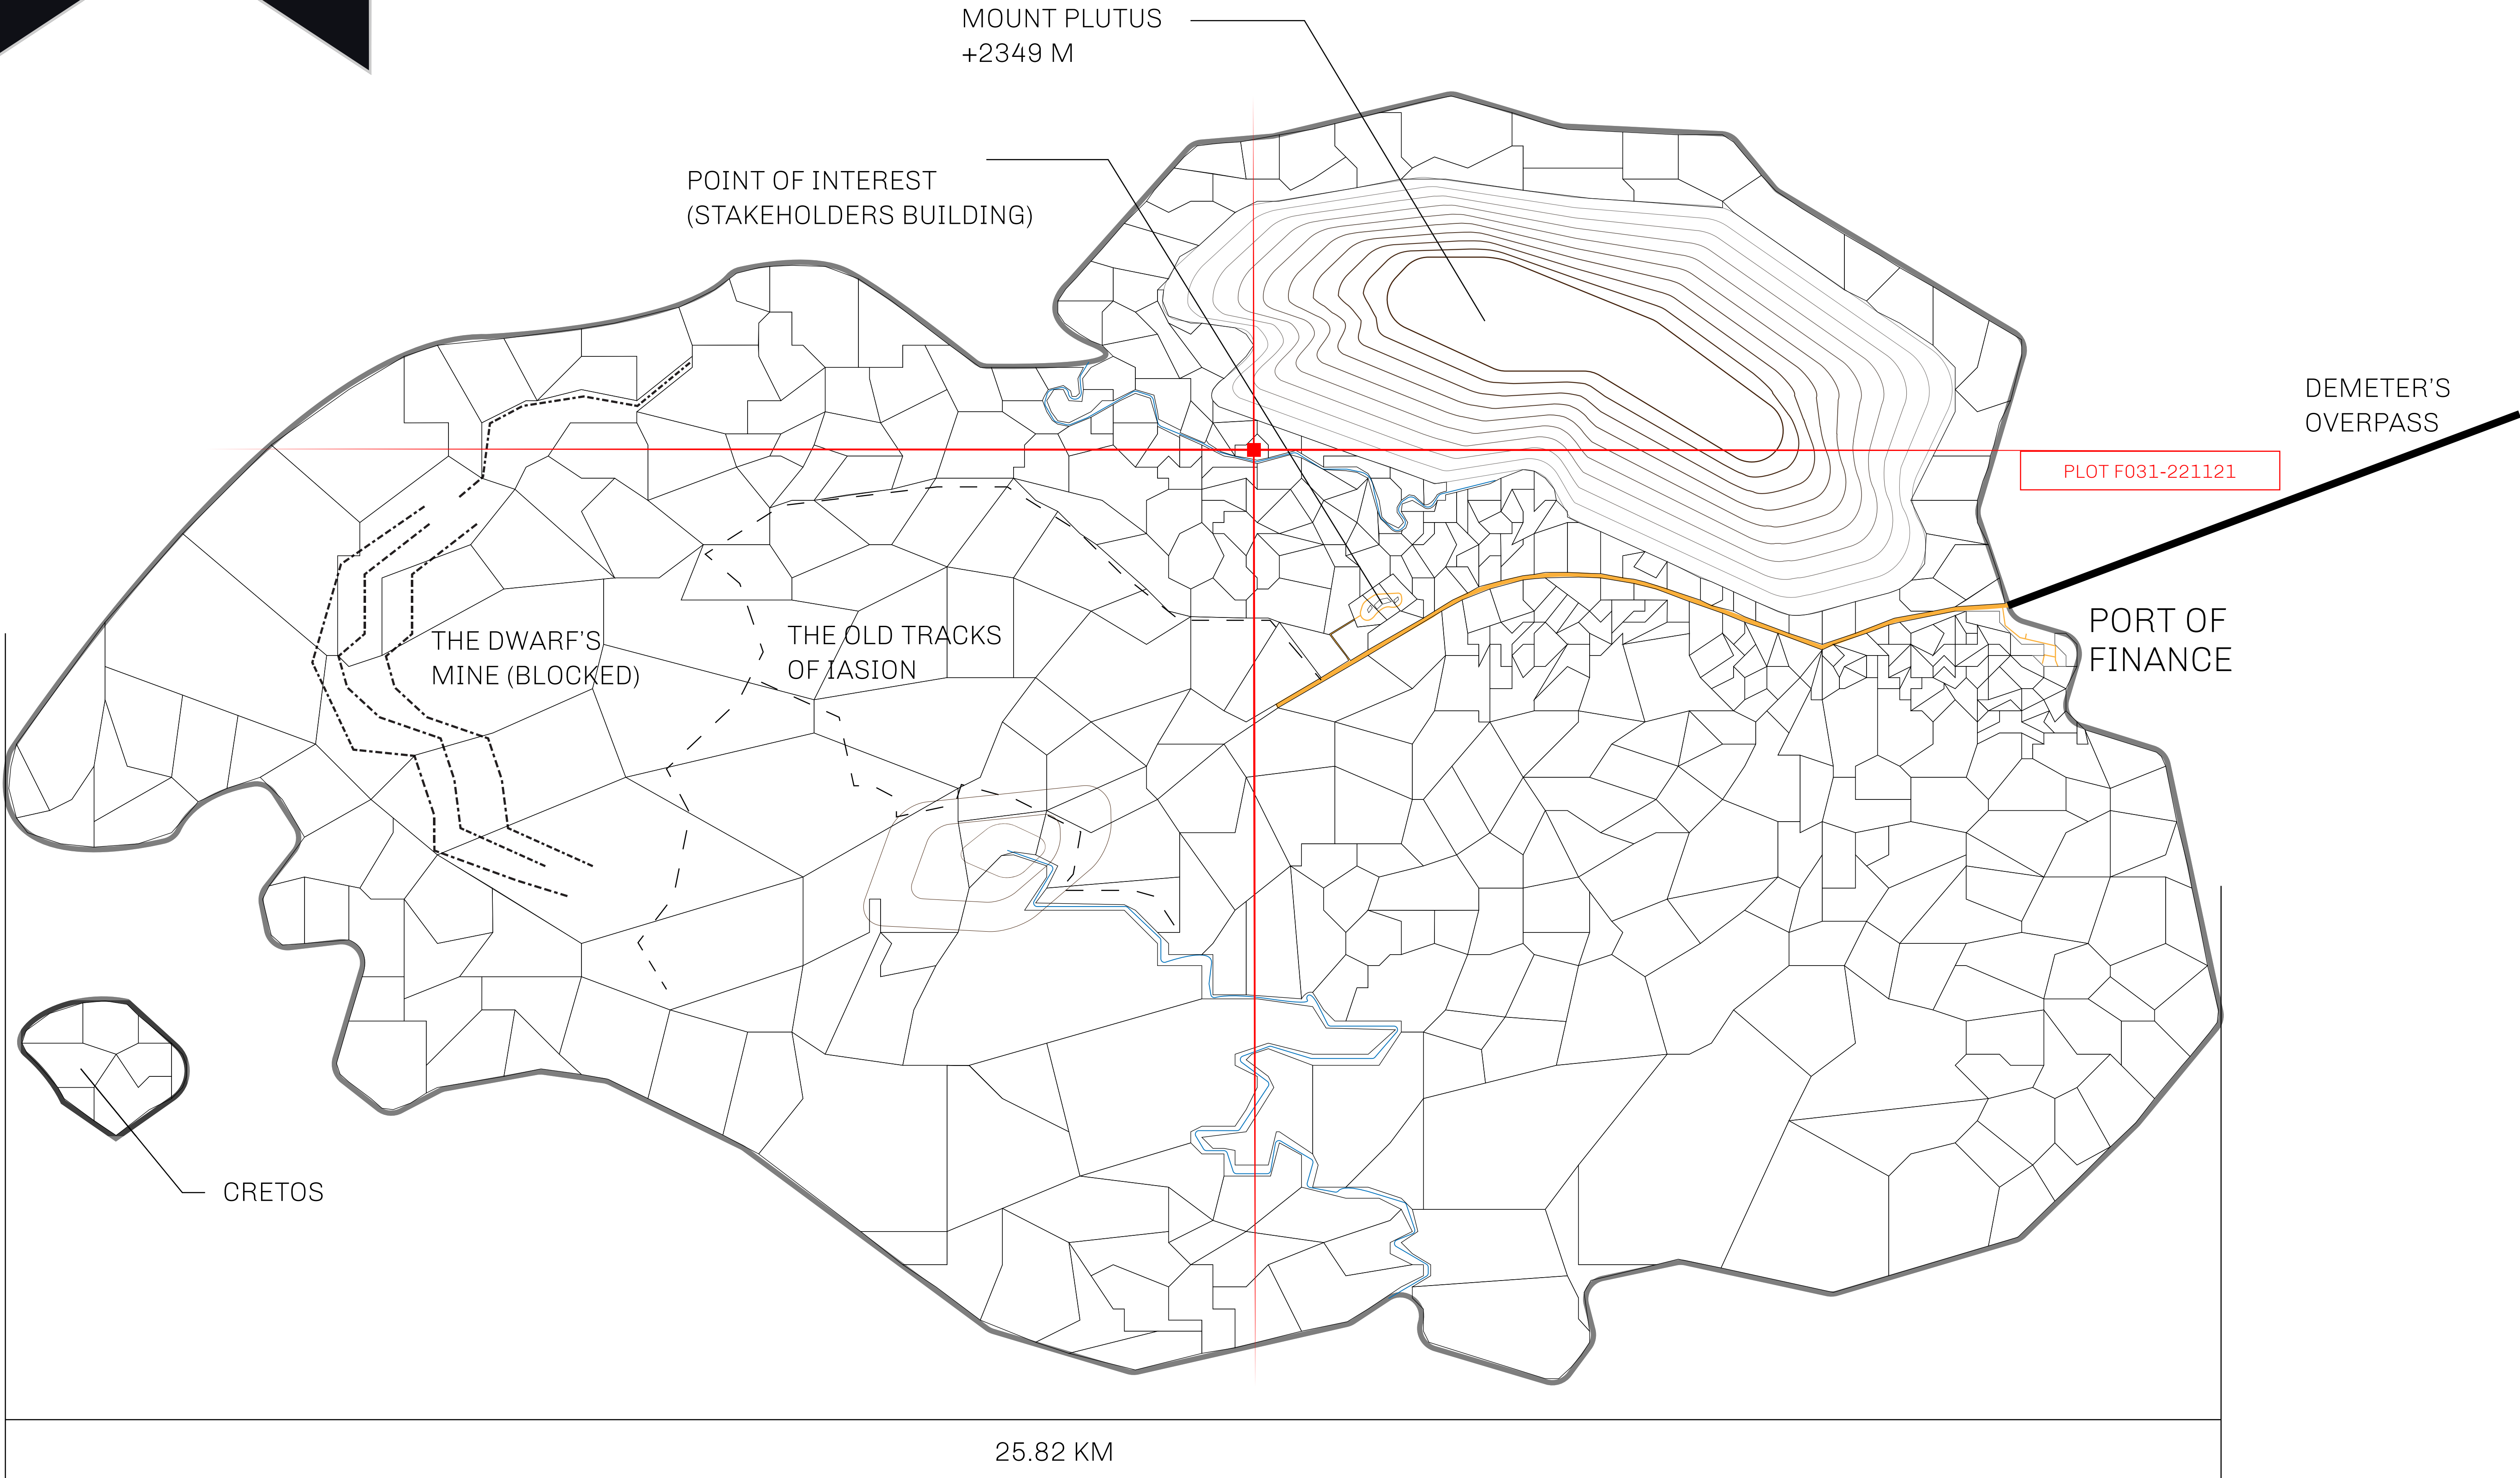 MOUNT PLUTUS
+2349 M
POINT OF INTEREST
(STAKEHOLDERS BUILDING)
DEMETER'S
OVERPASS
PLOT F031-221121
PORT OF
FINANCE
THE DWARF'S
MINE (BLOCKED)
THE OLD TRACKS
OF IASION
CRETOS
25.82 KM